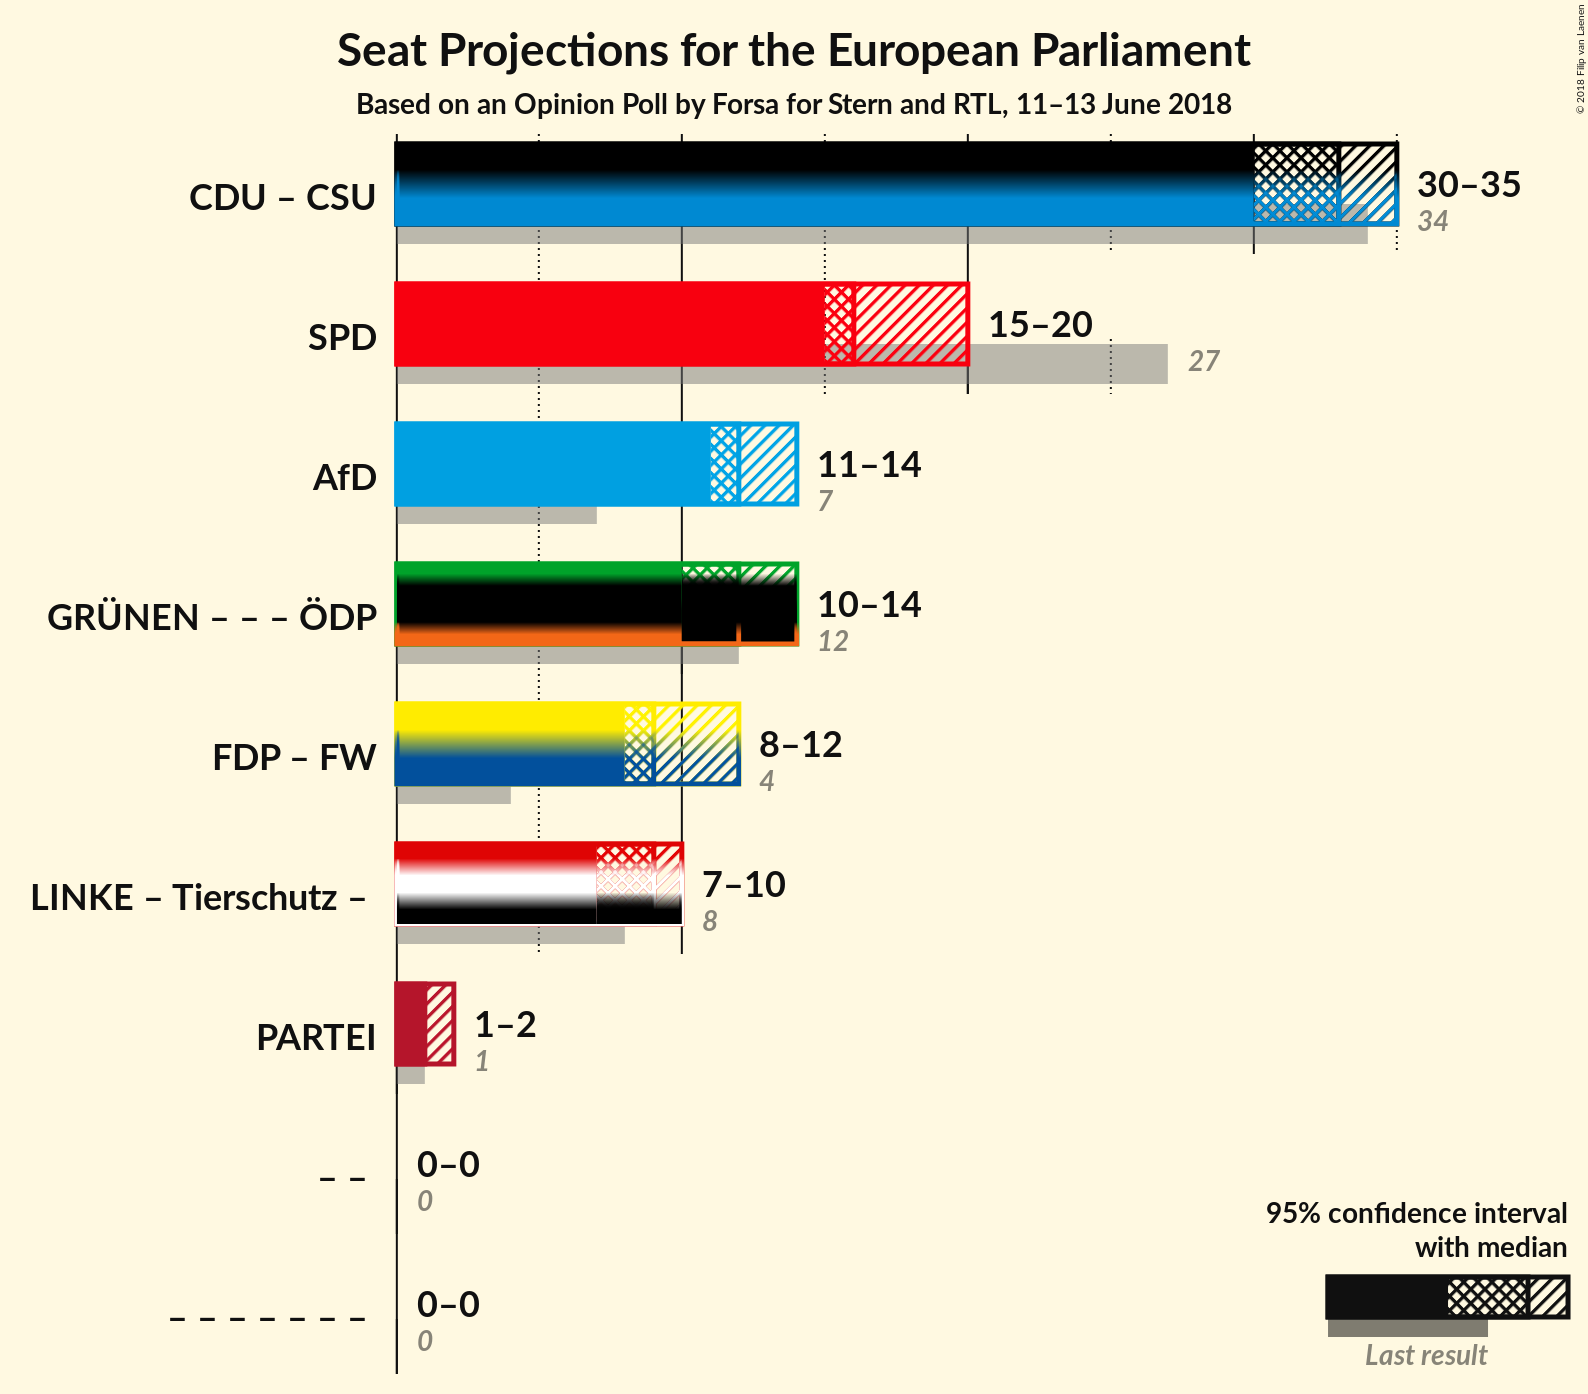 Seat Projections for the European Parliament
Based on an Opinion Poll by Forsa for Stern and RTL, 11–13 June 2018
© 2018 Filip van Laenen
CDU – CSU
30–35
34
SPD
15–20
27
AfD
11–14
7
GRÜNEN – – – ÖDP
10–14
12
FDP – FW
8–12
4
LINKE – Tierschutz –
7–10
8
PARTEI
1–2
1
– –
0–0
0
– – – – – – –
0–0
0
95% confidence interval
with median
Last result